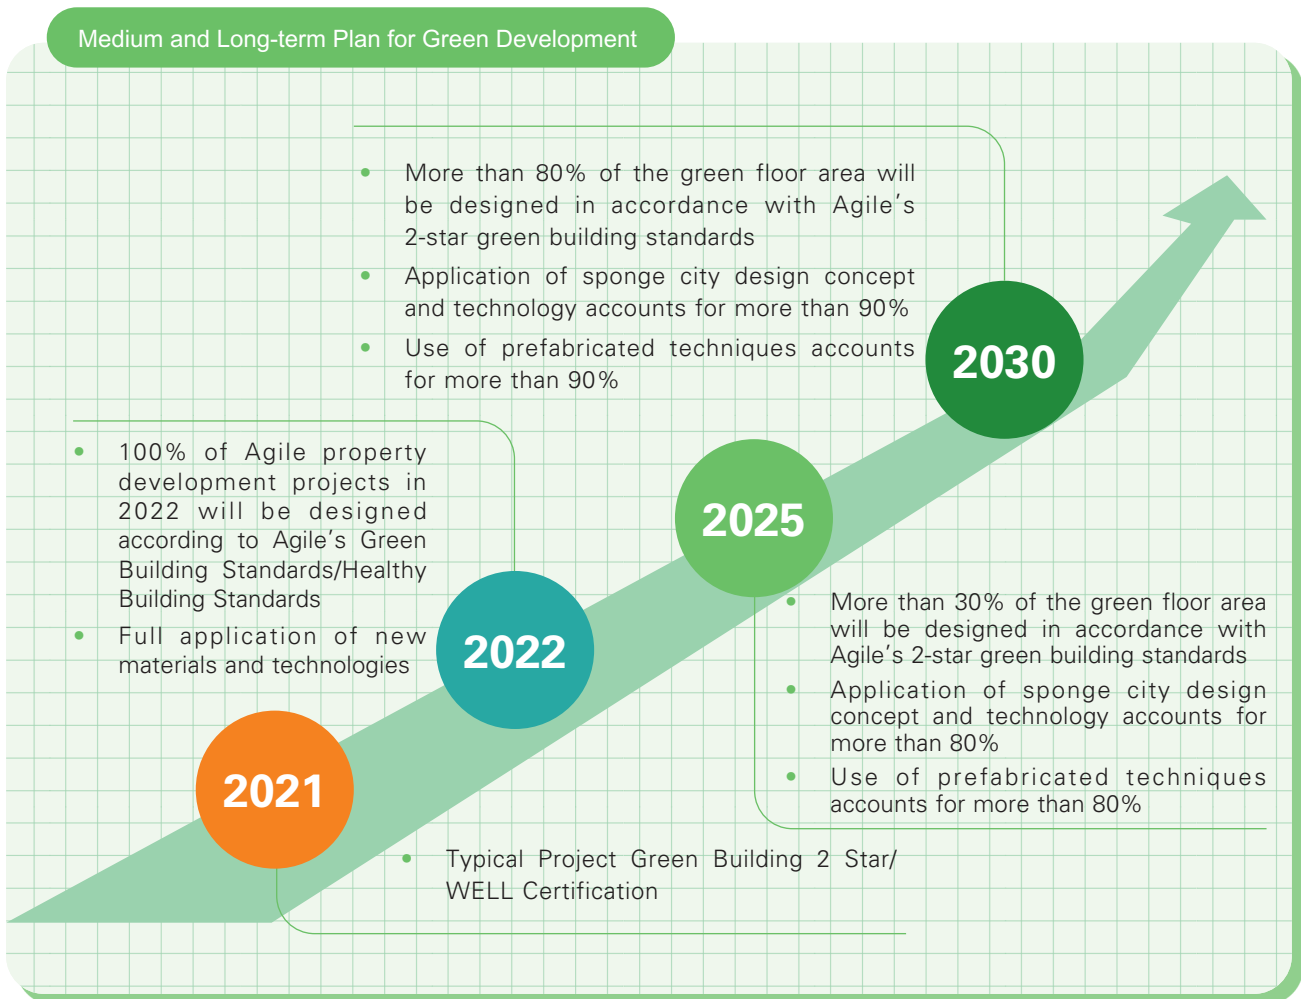 Medium and Long-term Plan for Green Development
• More than 80% of the green floor area will
be designed in accordance with Agile’s
2-star green building standards
• Application of sponge city design concept
and technology accounts for more than 90%
• Use of prefabricated techniques accounts
for more than 90%
2030
• 100% of Agile property
development projects in
2022 will be designed
according to Agile’s Green
Building Standards/Healthy
Building Standards
• Full application of new
materials and technologies
2022
2025
• More than 30% of the green floor area
will be designed in accordance with
Agile’s 2-star green building standards
• Application of sponge city design
concept and technology accounts for
more than 80%
• Use of prefabricated techniques
accounts for more than 80%
2021
• Typical Project Green Building 2 Star/
WELL Certification